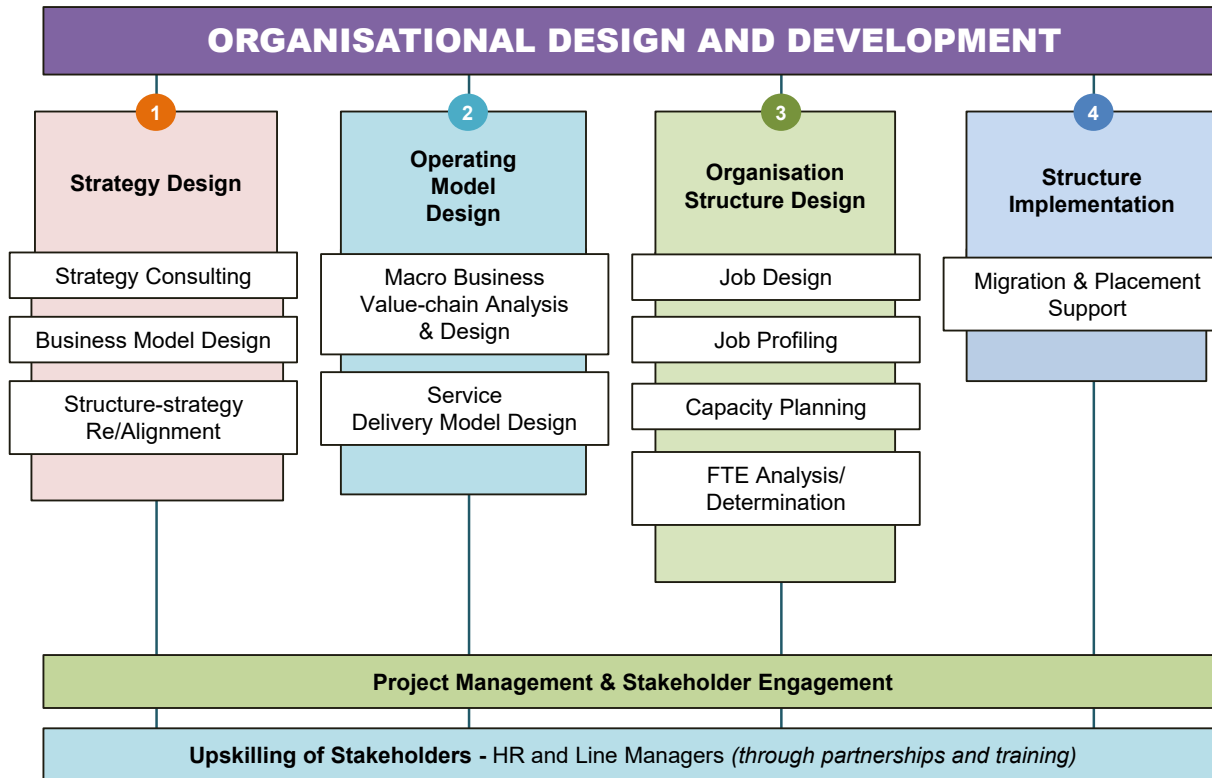 ORGANISATIONAL DESIGN AND DEVELOPMENT
1
Strategy Design
Strategy Consulting
Business Model Design
Structure-strategy
Re/Alignment
2
Operating
Model
Design
Macro Business
Value-chain Analysis
& Design
Service
Delivery Model Design
3
Organisation
Structure Design
Job Design
Job Profiling
Capacity Planning
FTE Analysis/
Determination
4
Structure
Implementation
Migration & Placement
Support
Project Management & Stakeholder Engagement
Upskilling of Stakeholders - HR and Line Managers (through partnerships and training)